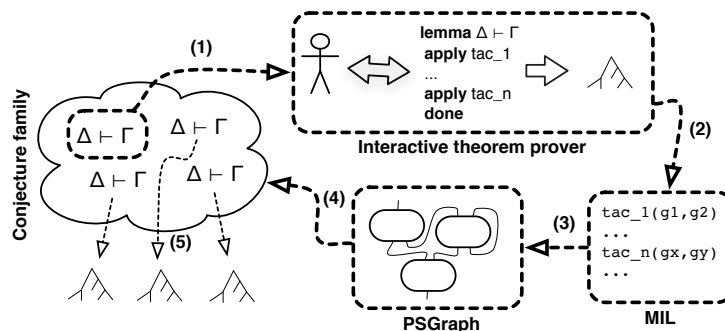 (1)
lemma Δ ⊢ Γ
apply tac_1
...
apply tac_n
done
Interactive theorem prover
(2)
Conjecture family
Δ ⊢ Γ
Δ ⊢ Γ
Δ ⊢ Γ
Δ ⊢ Γ
(4)
(3)
(5)
tac_1(g1,g2)
...
tac_n(gx,gy)
...
PSGraph
MIL